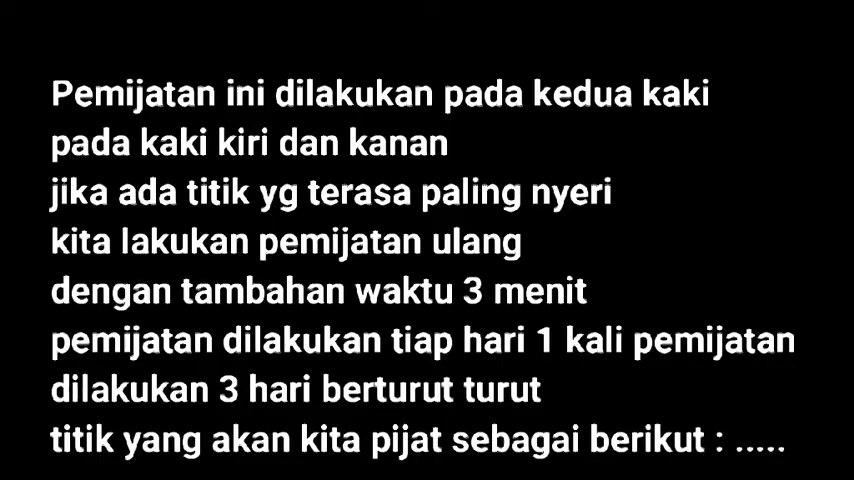 Pemijatan ini dilakukan pada kedua kaki
pada kaki kiri dan kanan
jika ada titik yg terasa paling nyeri
kita lakukan pemijatan ulang
dengan tambahan waktu 3 menit
pemijatan dilakukan tiap hari 1 kali pemijatan
dilakukan 3 hari berturut turut
titik yang akan kita pijat sebagai berikut : .....